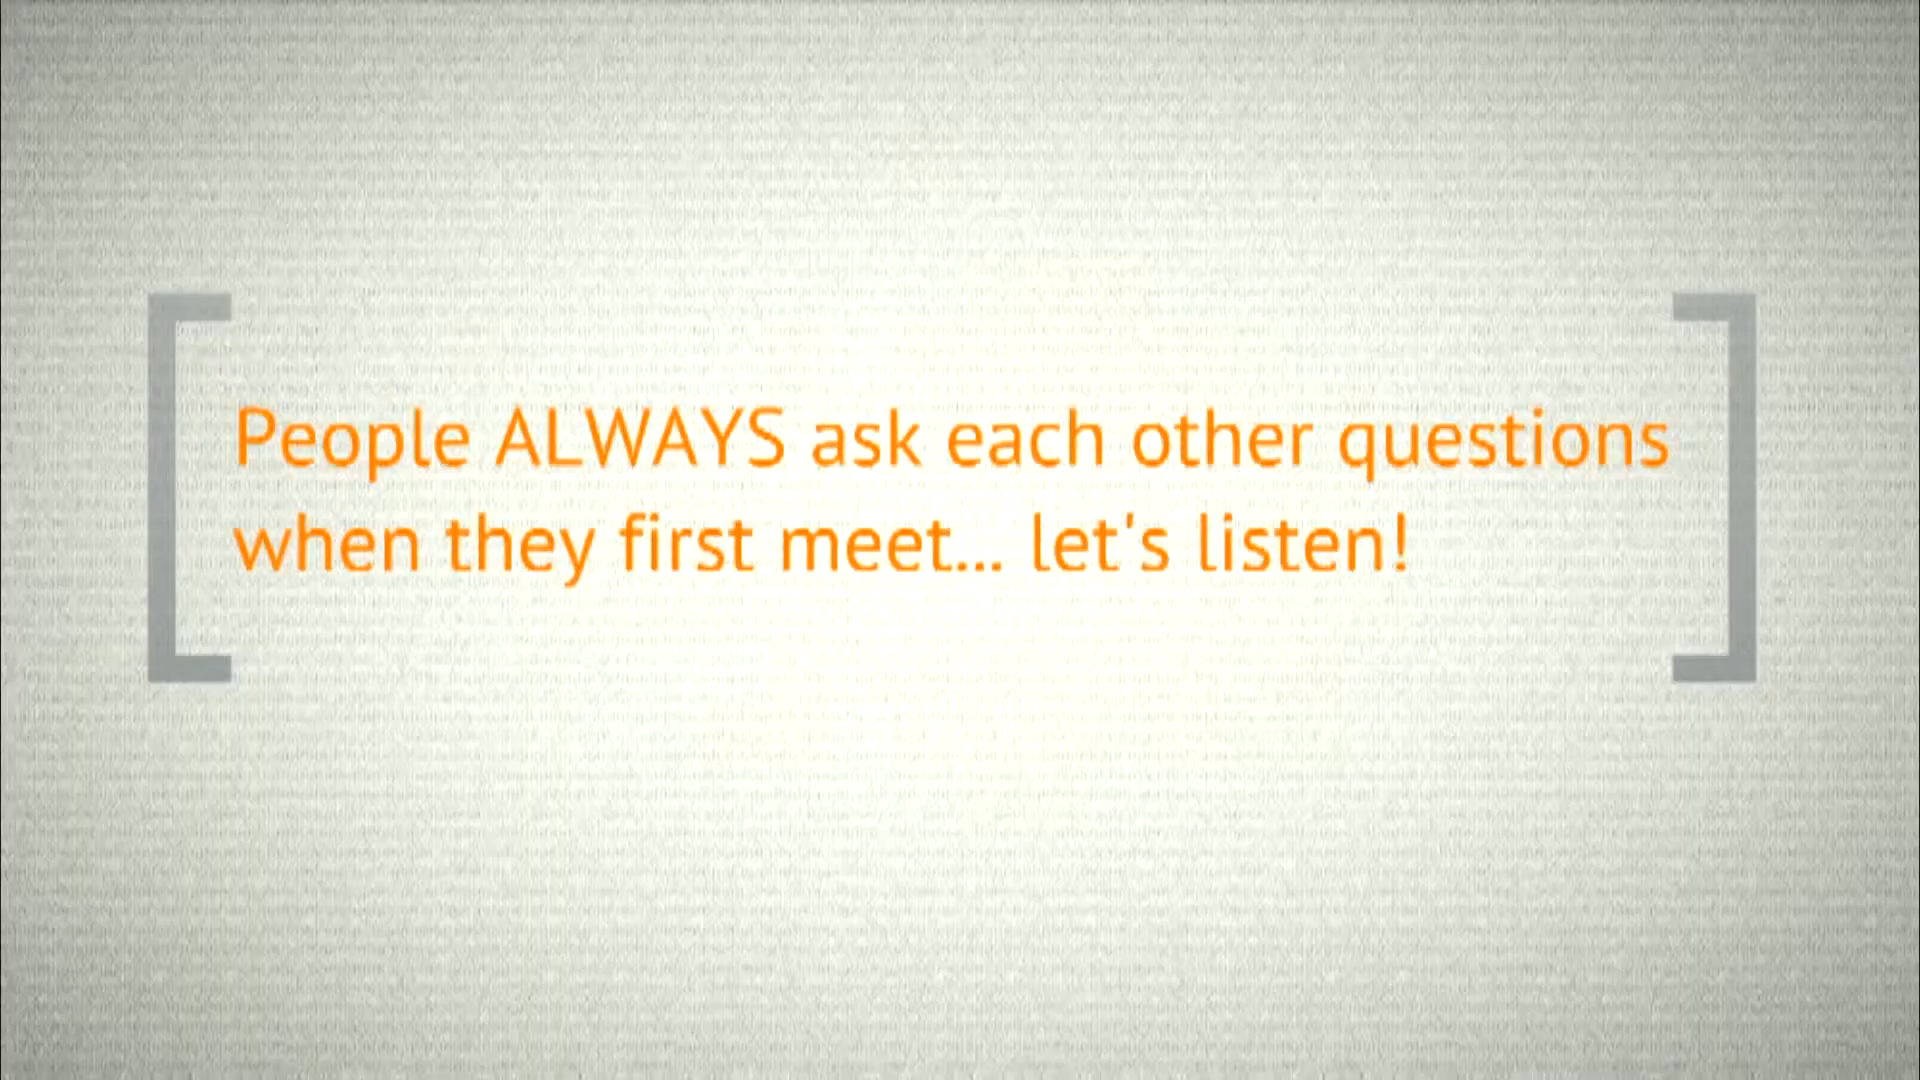 People ALWAYS ask each other questions
when they first meet... let's listen!